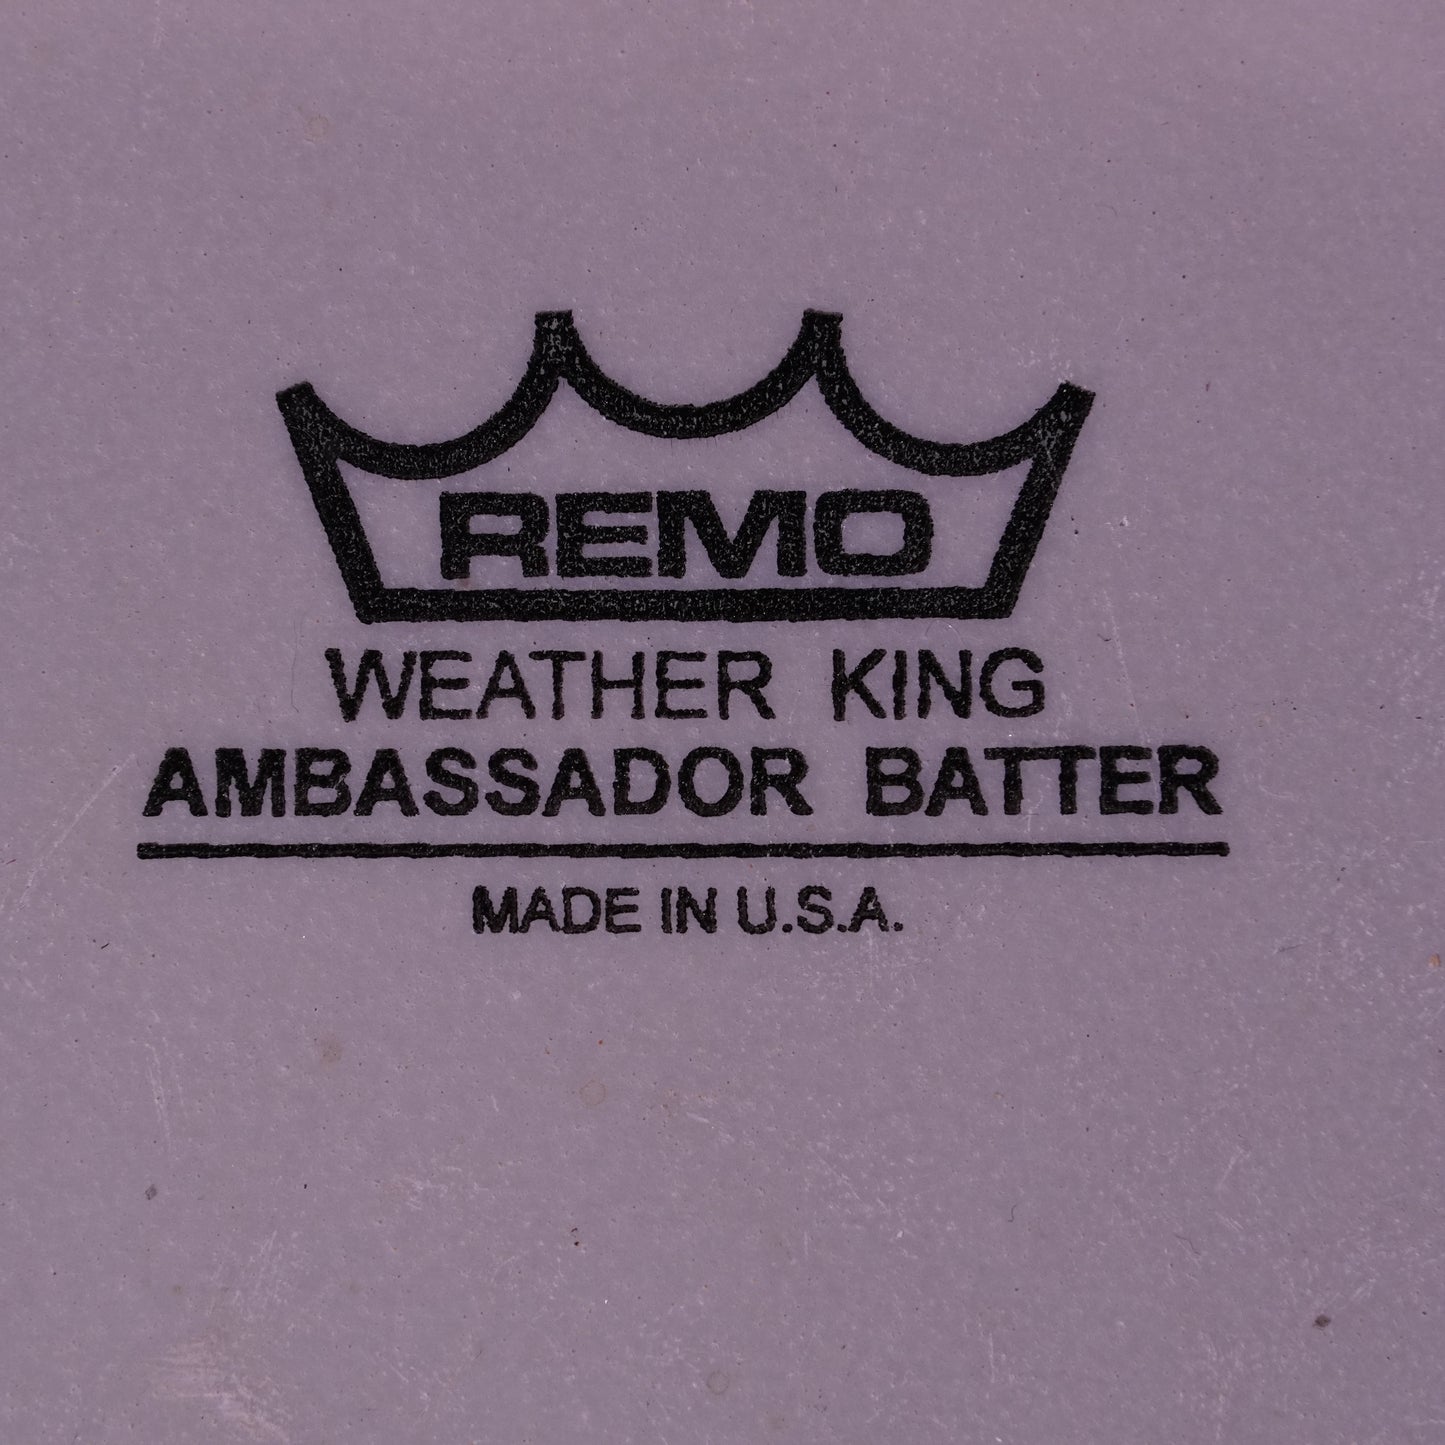 REMO
WEATHER KING
AMBASSADOR BATTER
MADE IN U.S.A.